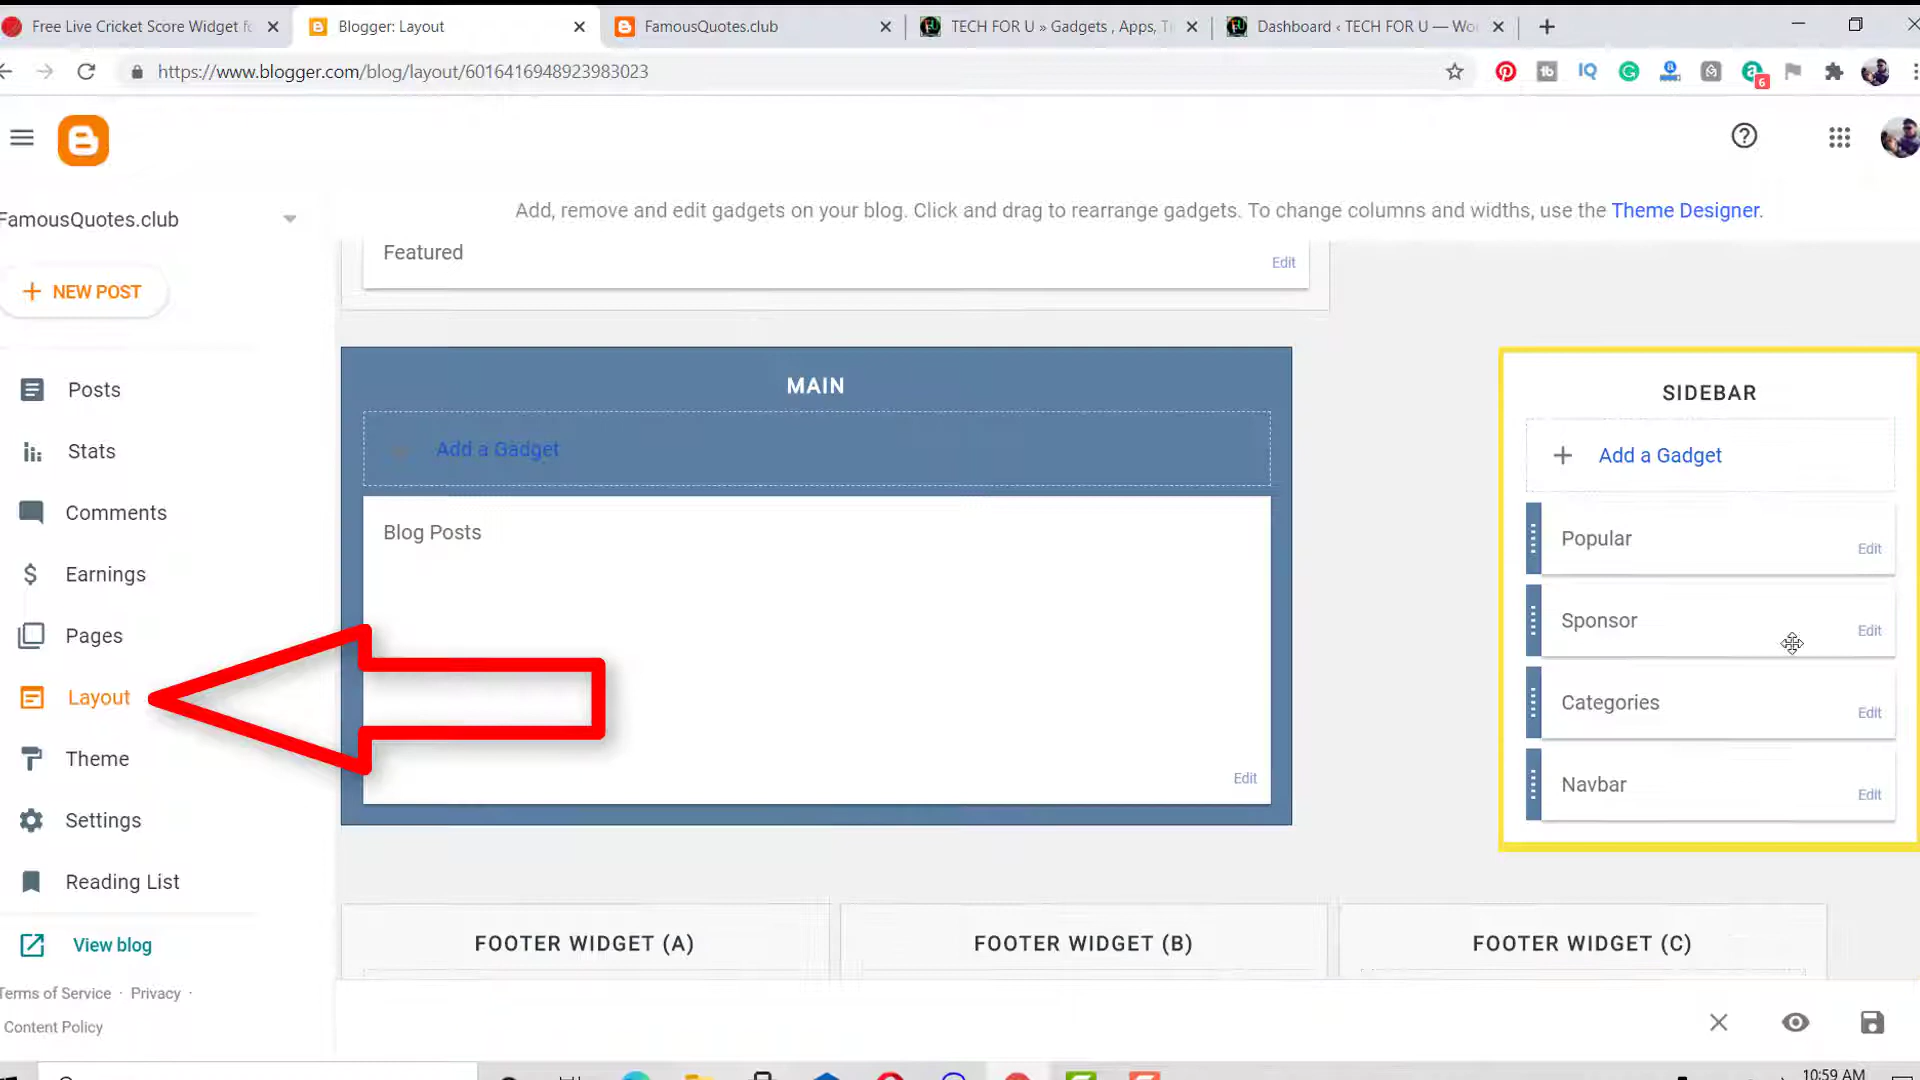 Free Live Cricket Score Widget fo
Blogger: Layout
FamousQuotes.club
TECH FOR U » Gadgets , Apps, T
Dashboard ‹ TECH FOR U — Wo
https://www.blogger.com/blog/layout/6016416948923983023
6
FamousQuotes.club
Add, remove and edit gadgets on your blog. Click and drag to rearrange gadgets. To change columns and widths, use the Theme Designer.
Featured
Edit
NEW POST
Posts
Stats
Comments
Earnings
Pages
Layout
Theme
Settings
Reading List
View blog
Terms of Service · Privacy ·
Content Policy
MAIN
Add a Gadget
Blog Posts
Edit
SIDEBAR
Add a Gadget
Popular
Edit
Sponsor
Edit
Categories
Edit
Navbar
Edit
FOOTER WIDGET (A)
FOOTER WIDGET (B)
FOOTER WIDGET (C)
10:59 AM